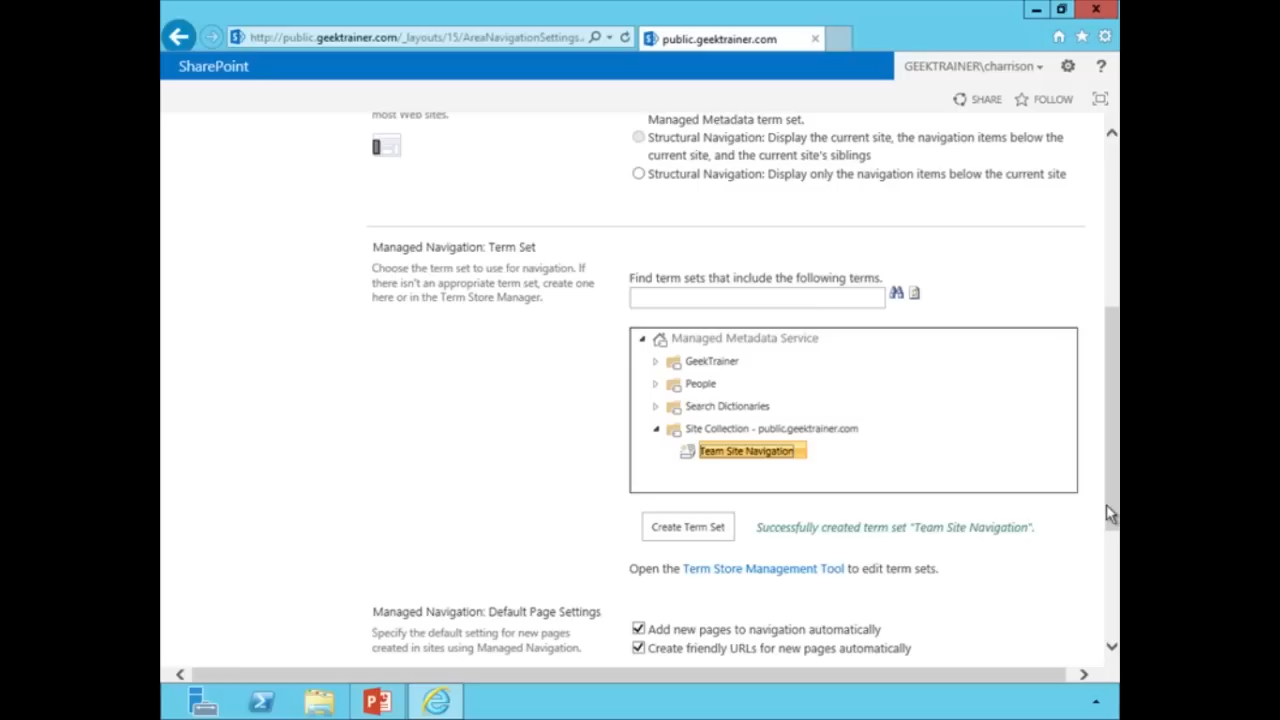 http://public.geektrainer.com/_layouts/15/AreaNavigationSettings.
public.geektrainer.com
SharePoint
GEEKTRAINER\charrison
?
SHARE
FOLLOW
most Web sites.
Managed Metadata term set.
Structural Navigation: Display the current site, the navigation items below the
current site, and the current site's siblings
Structural Navigation: Display only the navigation items below the current site
Managed Navigation: Term Set
Choose the term set to use for navigation. If
there isn't an appropriate term set, create one
here or in the Term Store Manager.
Find term sets that include the following terms.
Managed Metadata Service
GeekTrainer
People
Search Dictionaries
Site Collection - public.geektrainer.com
Team Site Navigation
Create Term Set
Successfully created term set "Team Site Navigation".
Open the Term Store Management Tool to edit term sets.
Managed Navigation: Default Page Settings
Specify the default setting for new pages
created in sites using Managed Navigation.
Add new pages to navigation automatically
Create friendly URLs for new pages automatically